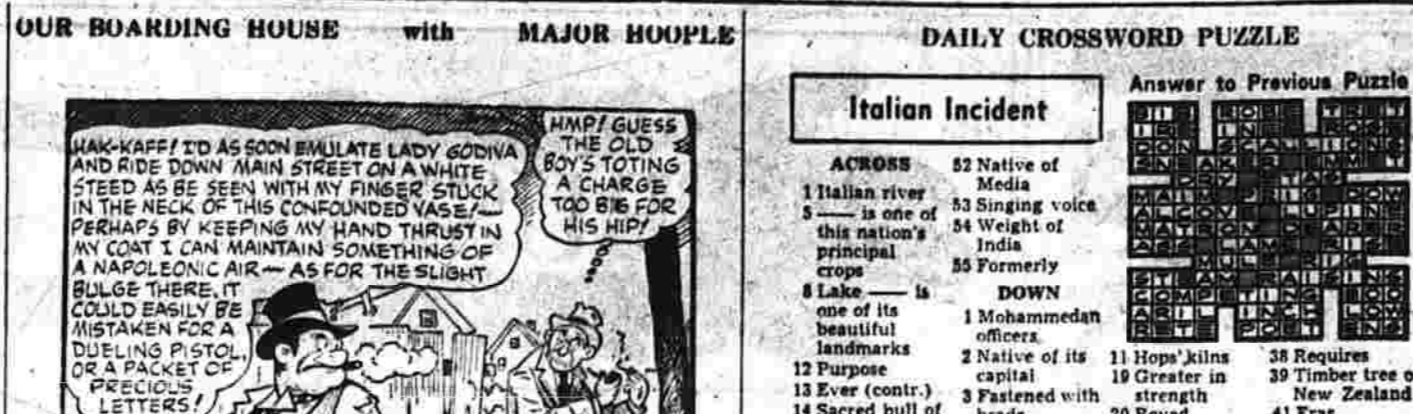 OUR BOARDING HOUSE with MAJOR HOOPLE
HAK-KAFF! I'D AS SOON EMULATE LADY GODIVA
AND RIDE DOWN MAIN STREET ON A WHITE
STEED AS BE SEEN WITH MY FINGER STUCK
IN THE NECK OF THIS CONFOUNDED VASE!—
PERHAPS BY KEEPING MY HAND THRUST IN
MY COAT I CAN MAINTAIN SOMETHING OF
A NAPOLEONIC AIR — AS FOR THE SLIGHT
BULGE THERE, IT
COULD EASILY BE
MISTAKEN FOR A
DUELING PISTOL,
OR A PACKET OF
PRECIOUS
LETTERS!
HMP! GUESS
THE OLD
BOY'S TOTING
A CHARGE
TOO BIG FOR
HIS HIP!
DAILY CROSSWORD PUZZLE
Italian Incident
ACROSS
1 Italian river
5 —— is one of
this nation's
principal
crops
8 Lake —— is
one of its
beautiful
landmarks
12 Purpose
13 Ever (contr.)
14 Sacred bull of
52 Native of
Media
53 Singing voice
54 Weight of
India
55 Formerly
DOWN
1 Mohammedan
officers
2 Native of its
capital
3 Fastened with
brads
Answer to Previous Puzzle
11 Hops' kilns
19 Greater in
strength
38 Requires
39 Timber tree of
New Zealand
41 Era